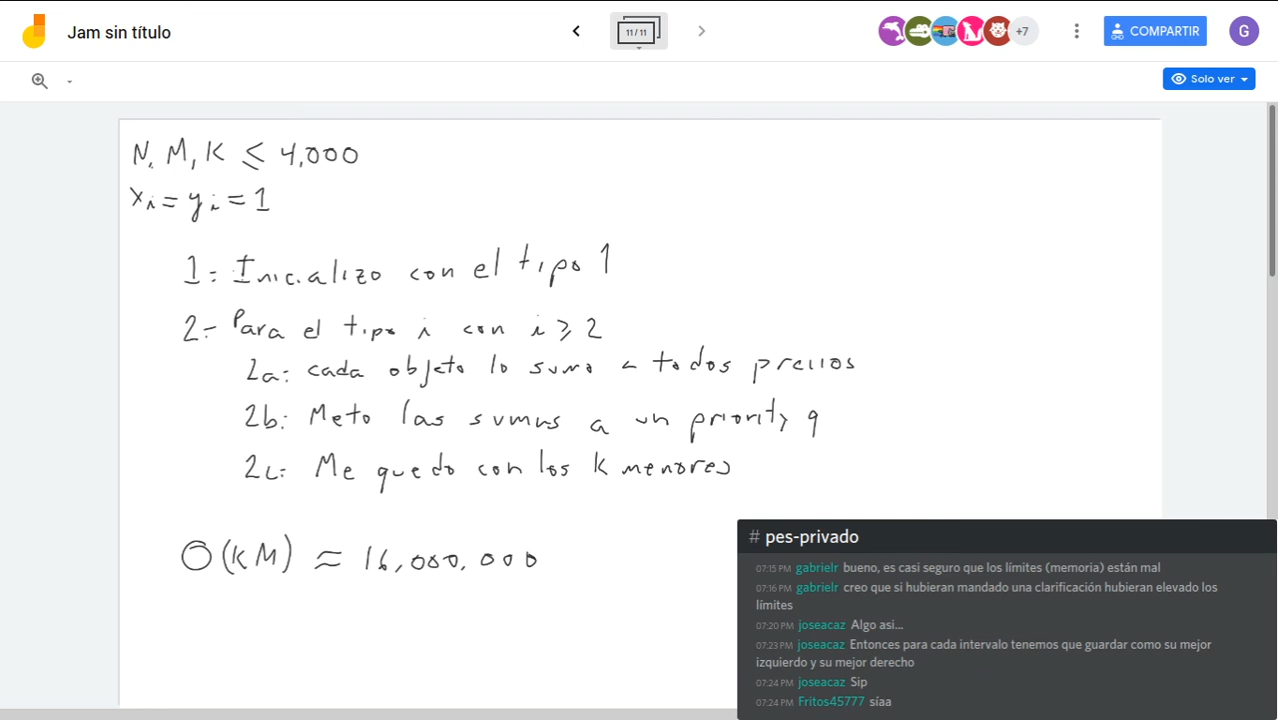 Jam sin título
11/11
+7
COMPARTIR
G
Solo ver
N, M, K ≤ 4,000
xi = yi = 1
1: Inicializo con el tipo 1
2: Para el tipo i con i ≥ 2
2a: cada objeto lo sumo a todos precios
2b: Meto las sumas a un priority q
2c: Me quedo con los k menores
O(KM) ≈ 16,000,000
# pes-privado
07:15 PM gabrielr bueno, es casi seguro que los límites (memoria) están mal
07:16 PM gabrielr creo que si hubieran mandado una clarificación hubieran elevado los
límites
07:20 PM joseacaz Algo asi...
07:23 PM joseacaz Entonces para cada intervalo tenemos que guardar como su mejor
izquierdo y su mejor derecho
07:24 PM joseacaz Sip
07:24 PM Fritos45777 síaa